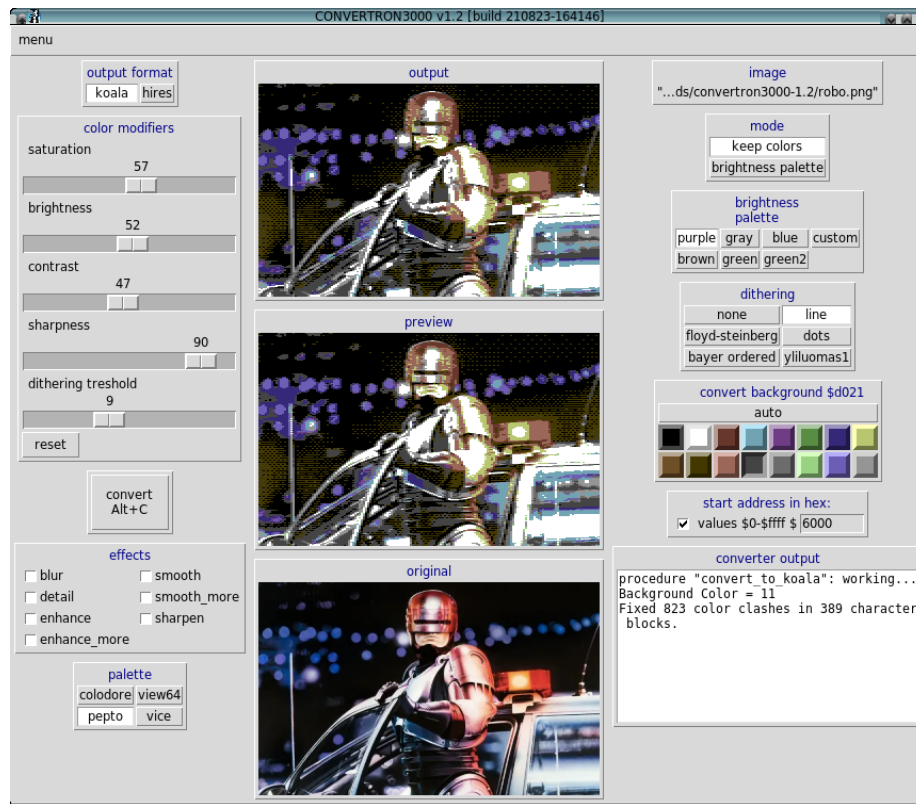 CONVERTRON3000 v1.2 [build 210823-164146]
menu
output format
koala hires
color modifiers
saturation
57
brightness
52
contrast
47
sharpness
90
dithering treshold
9
reset
convert
Alt+C
effects
blur smooth
detail smooth_more
enhance sharpen
enhance_more
palette
colodore view64
pepto vice
output
preview
original
image
"...ds/convertron3000-1.2/robo.png"
mode
keep colors
brightness palette
brightness
palette
purple gray blue custom
brown green green2
dithering
none line
floyd-steinberg dots
bayer ordered yliluomas1
convert background $d021
auto
start address in hex:
values $0-$ffff $ 6000
converter output
procedure "convert_to_koala": working...
Background Color = 11
Fixed 823 color clashes in 389 character
blocks.